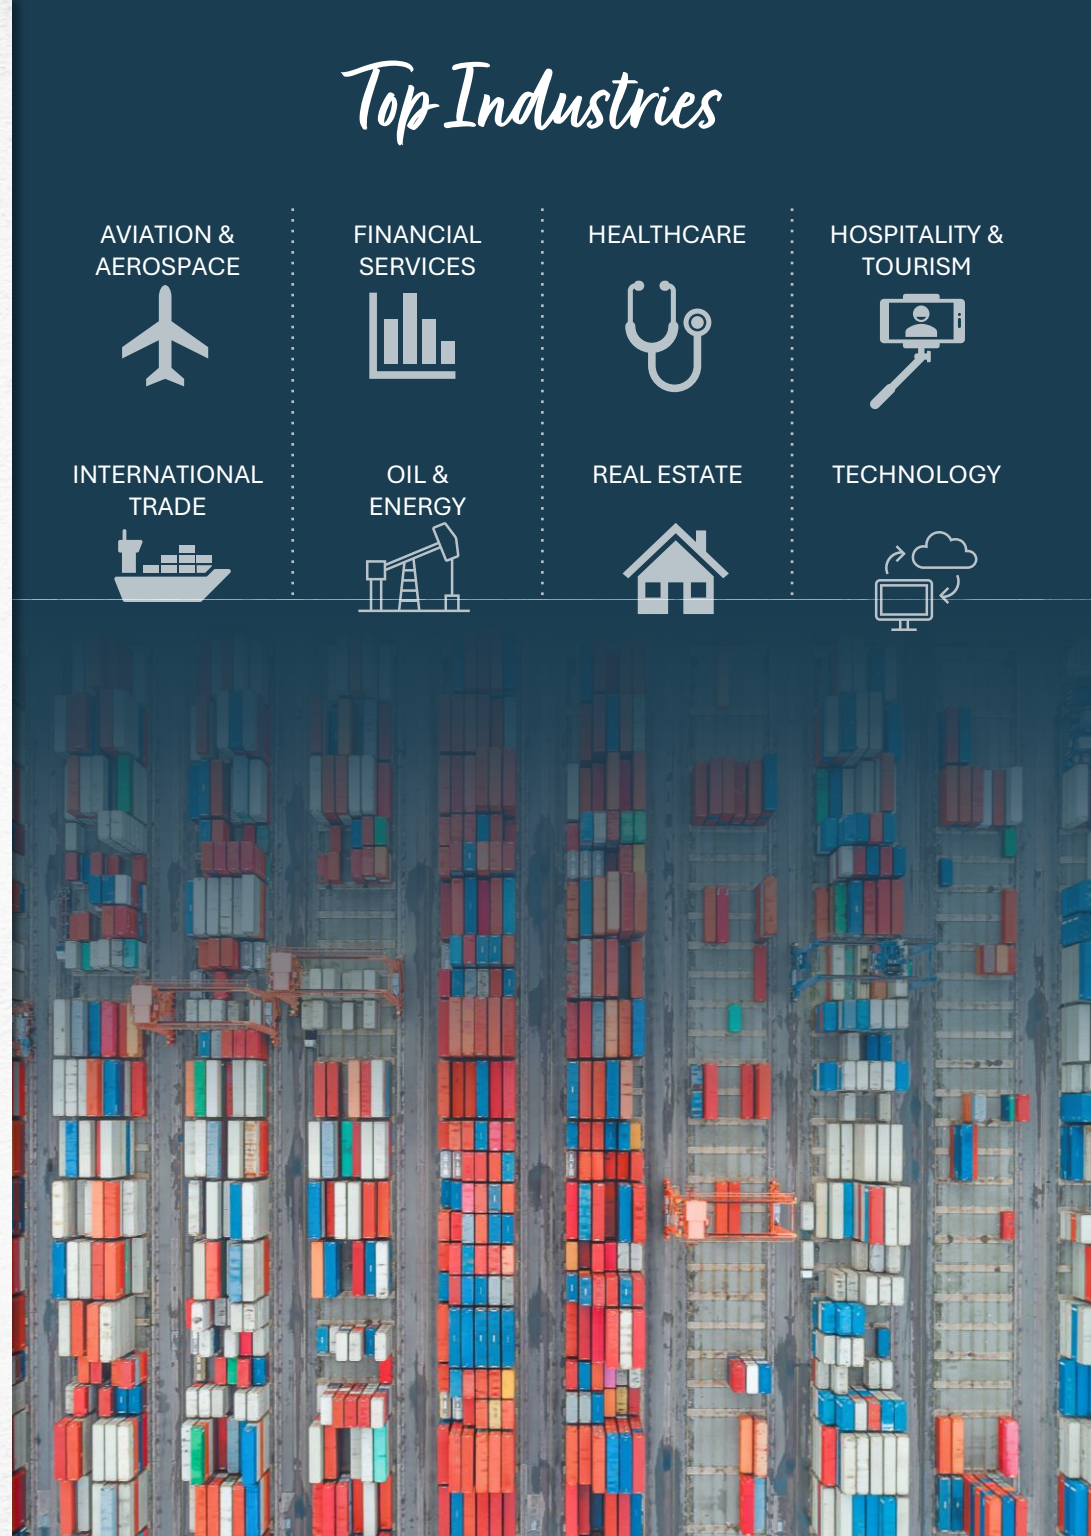 Top Industries
AVIATION &
AEROSPACE
FINANCIAL
SERVICES
HEALTHCARE
HOSPITALITY &
TOURISM
INTERNATIONAL
TRADE
OIL &
ENERGY
REAL ESTATE
TECHNOLOGY